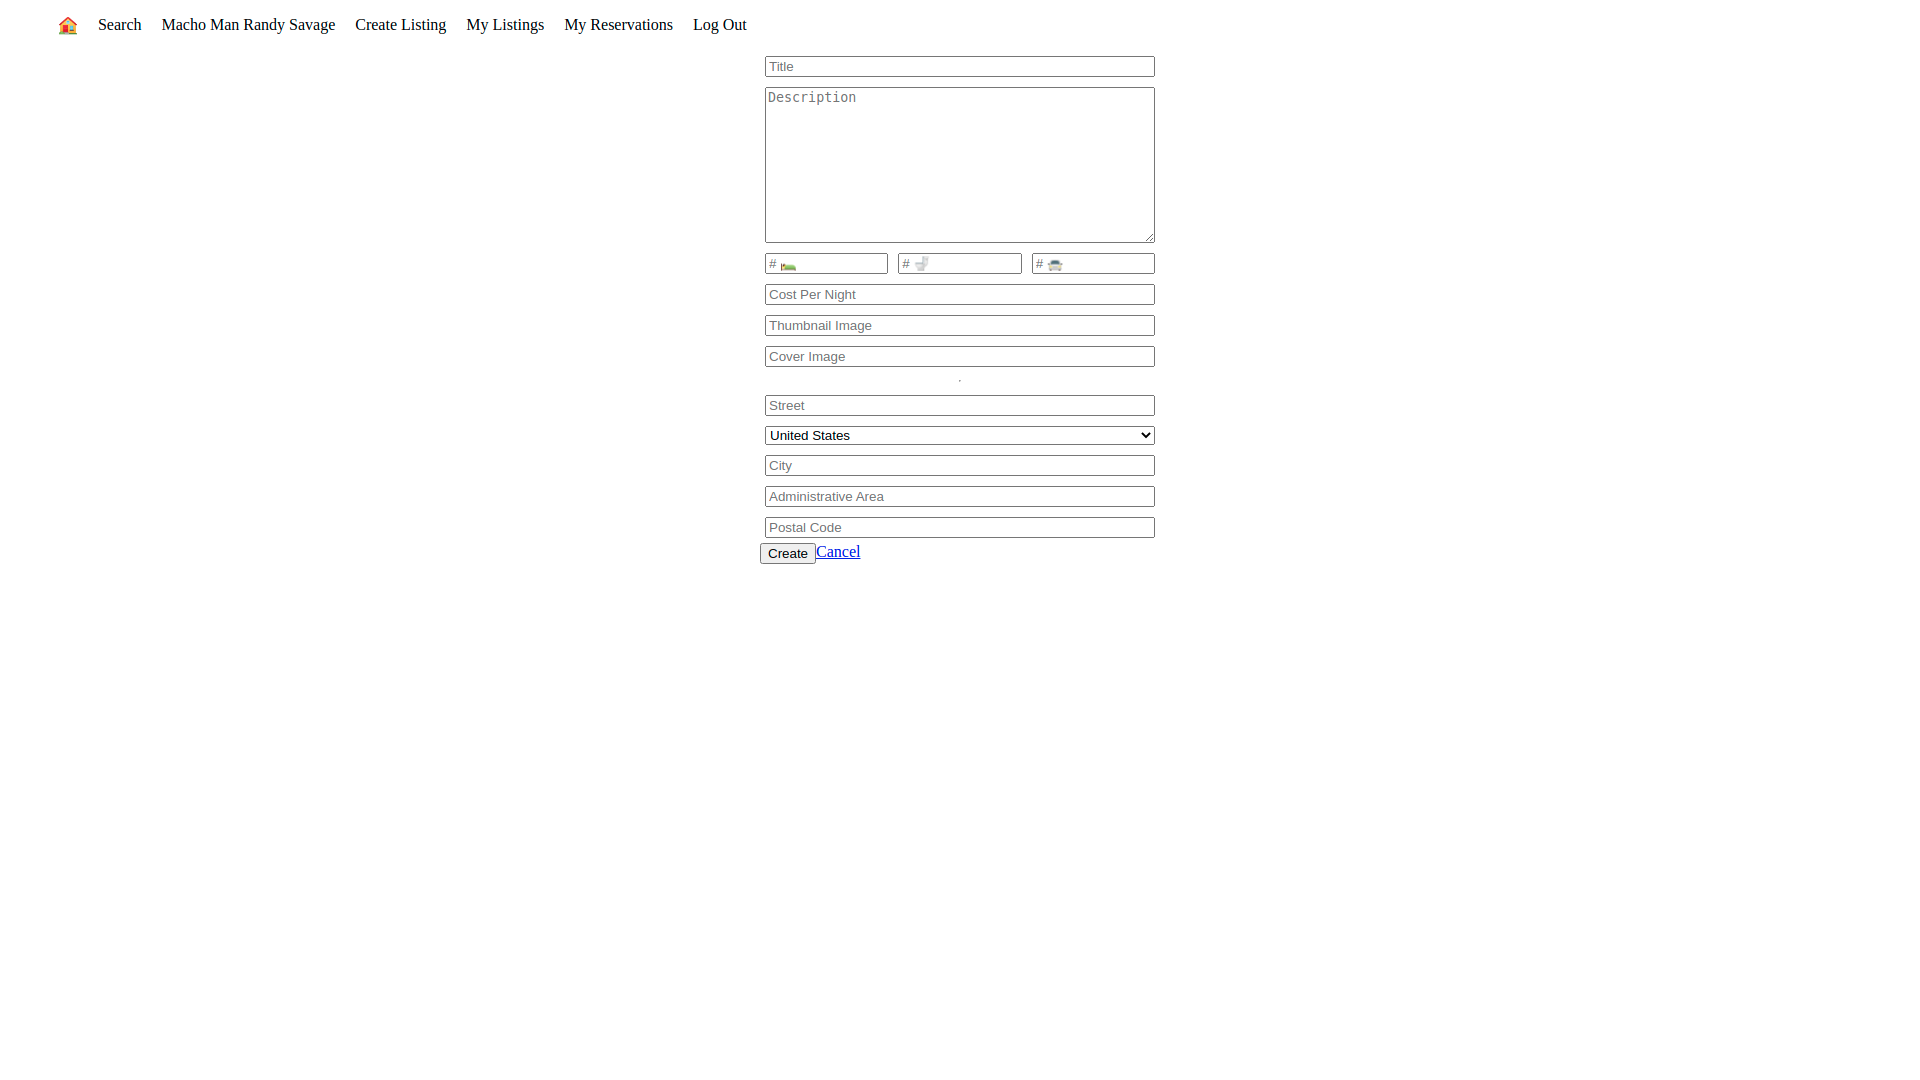 🏠 Search Macho Man Randy Savage Create Listing My Listings My Reservations Log Out
Title
Description
# 🛏️ # 🚽 # 🚘
Cost Per Night
Thumbnail Image
Cover Image
Street
United States
City
Administrative Area
Postal Code
Create Cancel